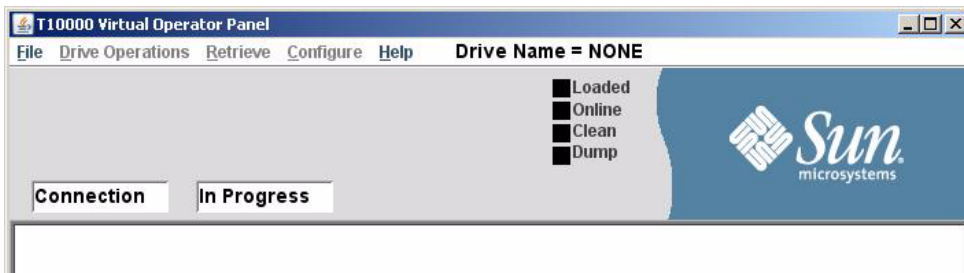 T10000 Virtual Operator Panel
File Drive Operations Retrieve Configure Help Drive Name = NONE
Loaded
Online
Clean
Dump
Sun.
microsystems
Connection In Progress